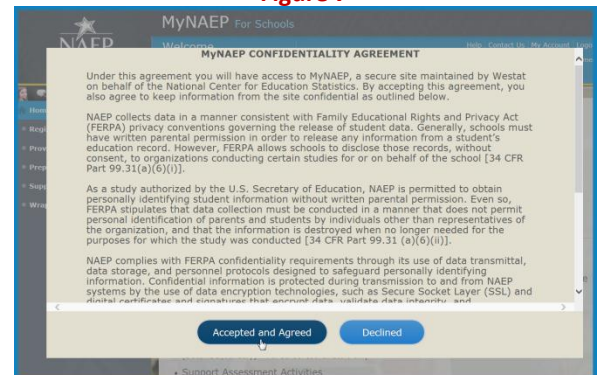 MyNAEP For Schools
NAEP
Welcome
Help Contact Us My Account
MyNAEP CONFIDENTIALITY AGREEMENT
Under this agreement you will have access to MyNAEP, a secure site maintained by Westat
on behalf of the National Center for Education Statistics. By accepting this agreement, you
also agree to keep information from the site confidential as outlined below.
NAEP collects data in a manner consistent with Family Educational Rights and Privacy Act
(FERPA) privacy conventions governing the release of student data. Generally, schools must
have written parental permission in order to release any information from a student's
education record. However, FERPA allows schools to disclose those records, without
consent, to organizations conducting certain studies for or on behalf of the school [34 CFR
Part 99.31(a)(6)(i)].
As a study authorized by the U.S. Secretary of Education, NAEP is permitted to obtain
personally identifying student information without written parental permission. Even so,
FERPA stipulates that data collection must be conducted in a manner that does not permit
personal identification of parents and students by individuals other than representatives of
the organization, and that the information is destroyed when no longer needed for the
purposes for which the study was conducted [34 CFR Part 99.31 (a)(6)(ii)].
NAEP complies with FERPA confidentiality requirements through its use of data transmittal,
data storage, and personnel protocols designed to safeguard personally identifying
information. Confidential information is protected during transmission to and from NAEP
systems by the use of data encryption technologies, such as Secure Socket Layer (SSL) and
digital certificates and signatures that encrypt data, validate data integrity, and
Accepted and Agreed
Declined
Support Assessment Activities